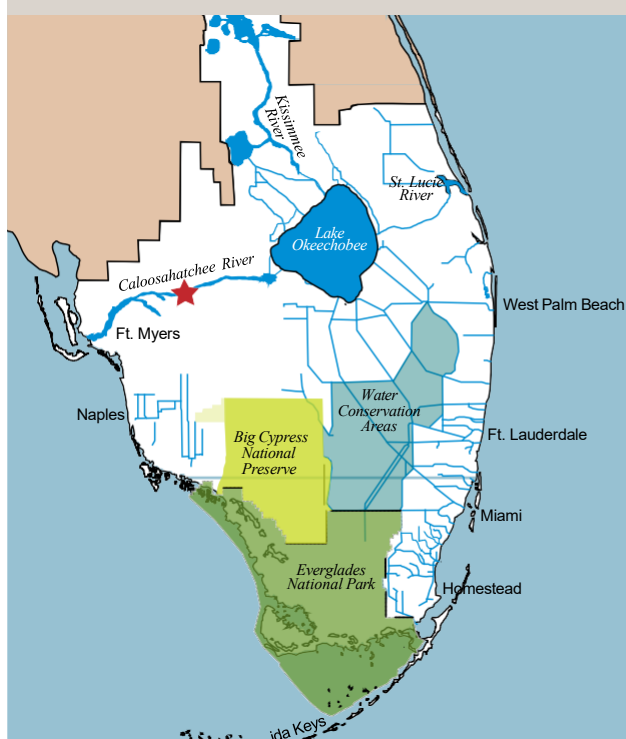 Kissimmee
River
St. Lucie
River
Lake
Okeechobee
Caloosahatchee River
West Palm Beach
Ft. Myers
Water
Conservation
Areas
Naples
Big Cypress
National
Preserve
Ft. Lauderdale
Miami
Everglades
National Park
Homestead
ida Keys